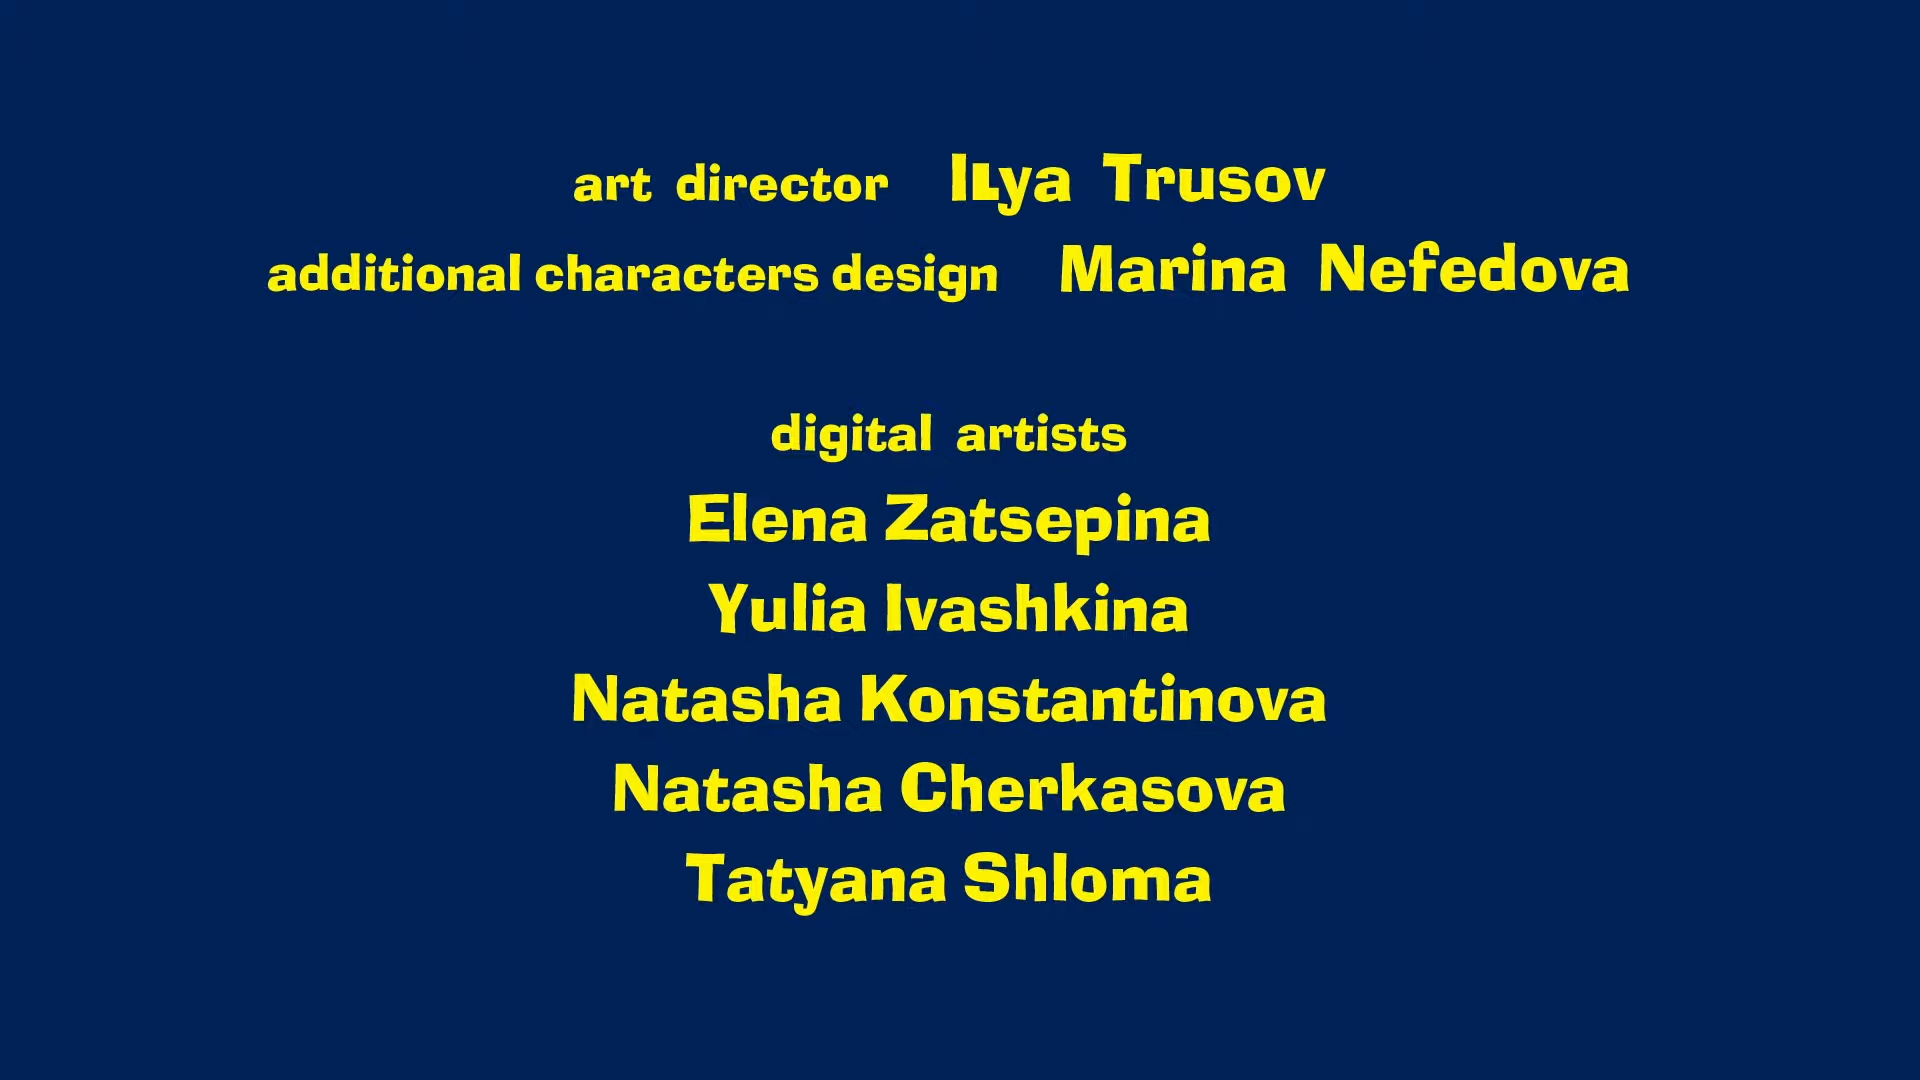 art director ILya Trusov
additional characters design Marina Nefedova
digital artists
Elena Zatsepina
Yulia Ivashkina
Natasha Konstantinova
Natasha Cherkasova
Tatyana Shloma